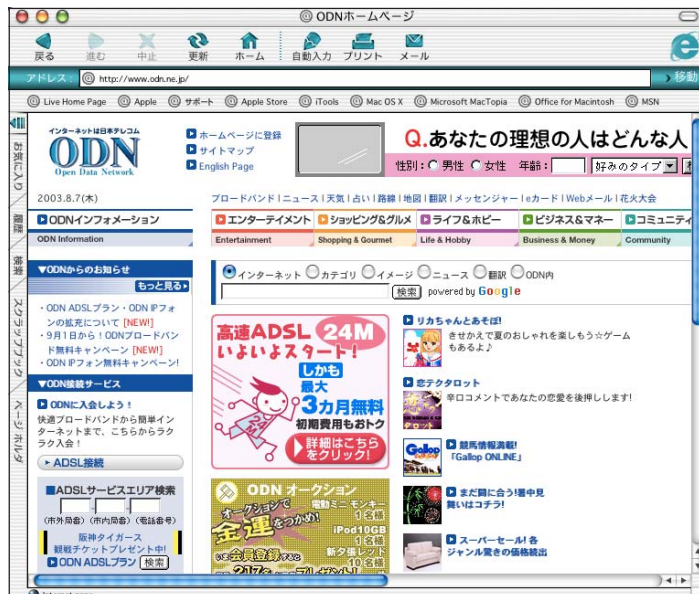 ODNホームページ
戻る 進む 中止 更新 ホーム 自動入力 プリント メール
アドレス: http://www.odn.ne.jp/ 移動
Live Home Page Apple サポート Apple Store iTools Mac OS X Microsoft MacTopia Office for Macintosh MSN
お気に入り
履歴
検索
スクラップブック
ページ ホルダ
インターネットは日本テレコム
ODN
Open Data Network
ホームページに登録
サイトマップ
English Page
Q.あなたの理想の人はどんな人
性別: 男性 女性 年齢: 好みのタイプ
2003.8.7(木)
ブロードバンド|ニュース|天気|占い|路線|地図|翻訳|メッセンジャー|eカード|Webメール|花火大会
ODNインフォメーション
ODN Information
エンターテイメント ショッピング&グルメ ライフ&ホビー ビジネス&マネー コミュニティ
Entertainment Shopping & Gourmet Life & Hobby Business & Money Community
▼ODNからのお知らせ
もっと見る
・ODN ADSLプラン・ODN IPフォンの拡充について [NEW!]
・9月1日から!ODNブロードバンド無料キャンペーン [NEW!]
・ODN IPフォン無料キャンペーン!
▼ODN接続サービス
ODNに入会しよう!
快適ブロードバンドから簡単インターネットまで、こちらからラクラク入会!
ADSL接続
■ADSLサービスエリア検索
(市外局番) (市内局番) (電話番号)
阪神タイガース
観戦チケットプレゼント中!
ODN ADSLプラン 検索
インターネット カテゴリ イメージ ニュース 翻訳 ODN内
検索 powered by Google
高速ADSL 24M
いよいよスタート!
しかも
最大
3カ月無料
初期費用もおトク
詳細はこちら
をクリック!
ODN オークション
オークションで
金運をつかめ!
電動ミニモンキー
1名様
iPod10GB
1名様
新夕張レッド
10名様
いま会員登録すると
217名
プレゼント!
リカちゃんとあそぼ!
きせかえで夏のおしゃれを楽しもう☆ゲームもあるよ♪
恋テクタロット
辛口コメントであなたの恋愛を後押しします!
Gallop
競馬情報満載!
「Gallop ONLINE」
まだ間に合う!暑中見舞いはコチラ!
スーパーセール! 各ジャンル驚きの価格続出
Internet zone